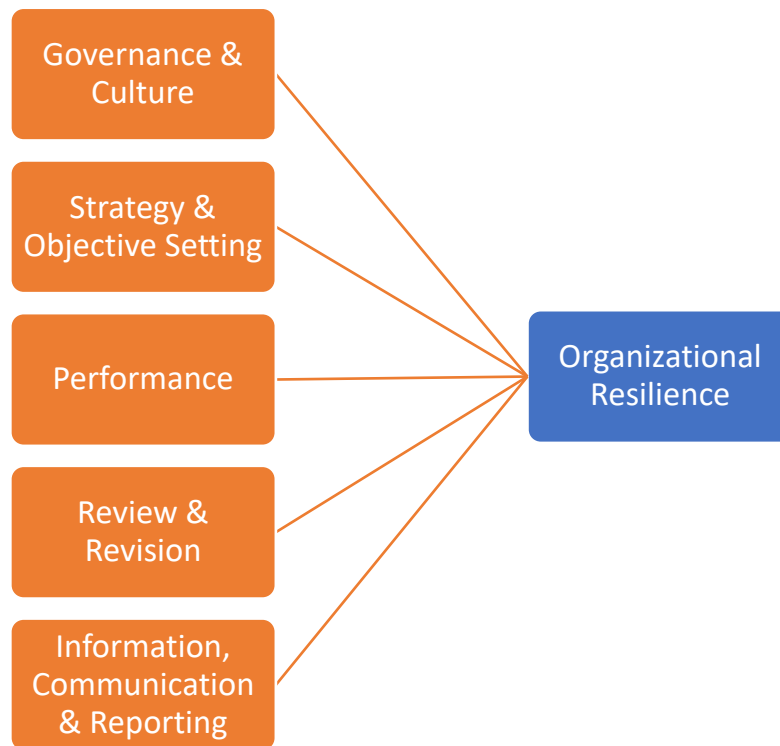 Governance &
Culture
Strategy &
Objective Setting
Performance
Review &
Revision
Information,
Communication
& Reporting
Organizational
Resilience